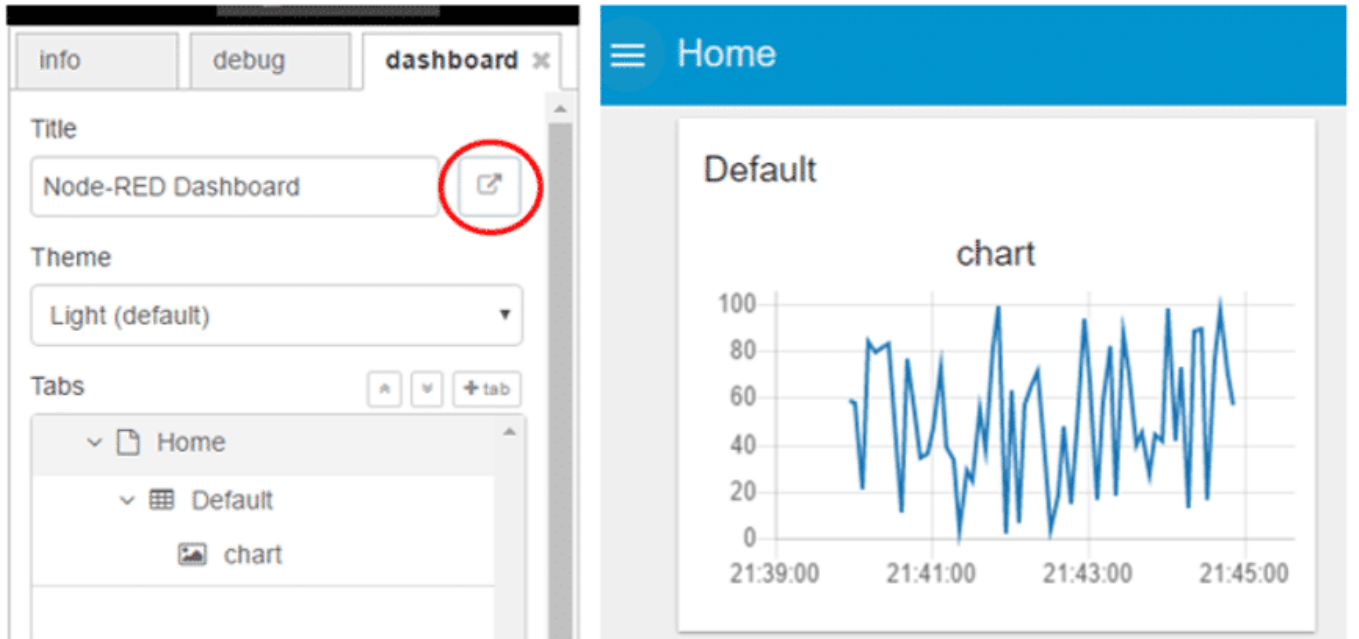 info debug dashboard ✖
Title
Node-RED Dashboard
Theme
Light (default)
Tabs
+ tab
Home
Default
chart
Home
Default
chart
100
80
60
40
20
0
21:39:00 21:41:00 21:43:00 21:45:00